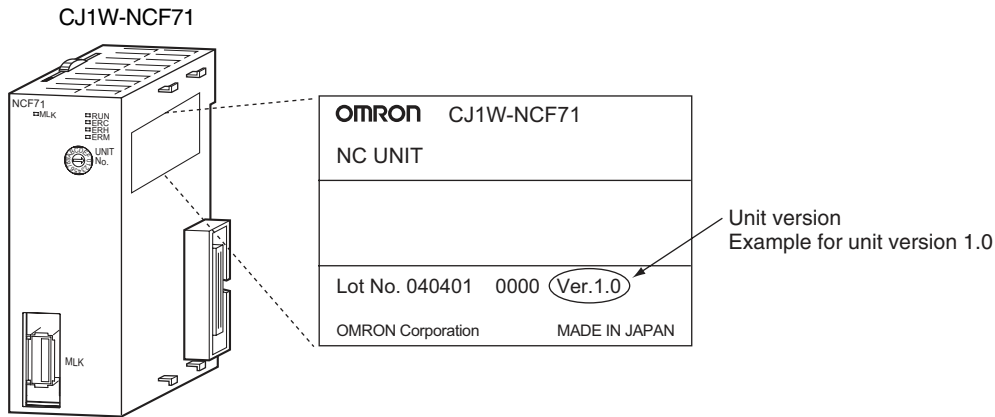 CJ1W-NCF71
NCF71
MLK
RUN
ERC
ERH
ERM
UNIT
No.
MLK
OMRON CJ1W-NCF71
NC UNIT
Lot No. 040401 0000 Ver.1.0
OMRON Corporation MADE IN JAPAN
Unit version
Example for unit version 1.0